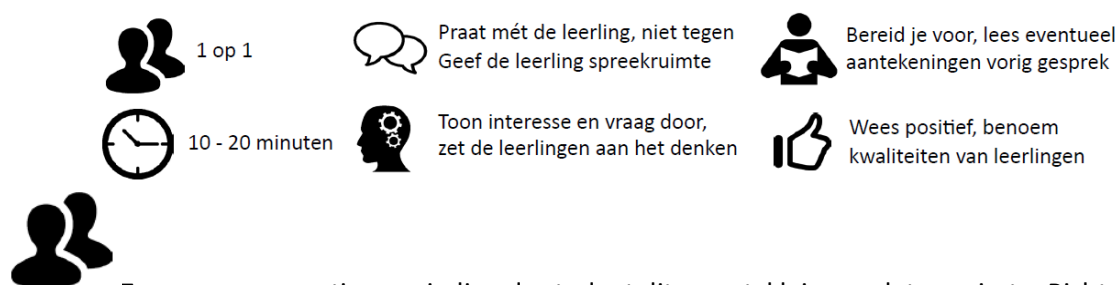 1 op 1
Praat mét de leerling, niet tegen
Geef de leerling spreekruimte
Bereid je voor, lees eventueel
aantekeningen vorig gesprek
10 - 20 minuten
Toon interesse en vraag door,
zet de leerlingen aan het denken
Wees positief, benoem
kwaliteiten van leerlingen